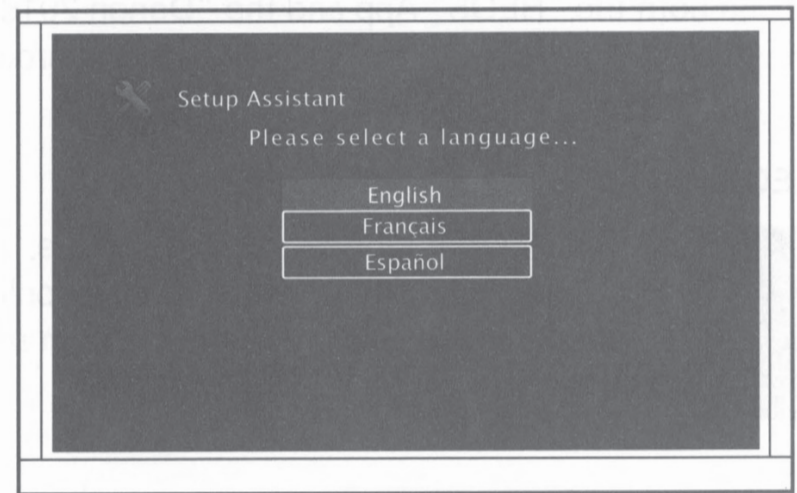 Setup Assistant
Please select a language...
English
Français
Español